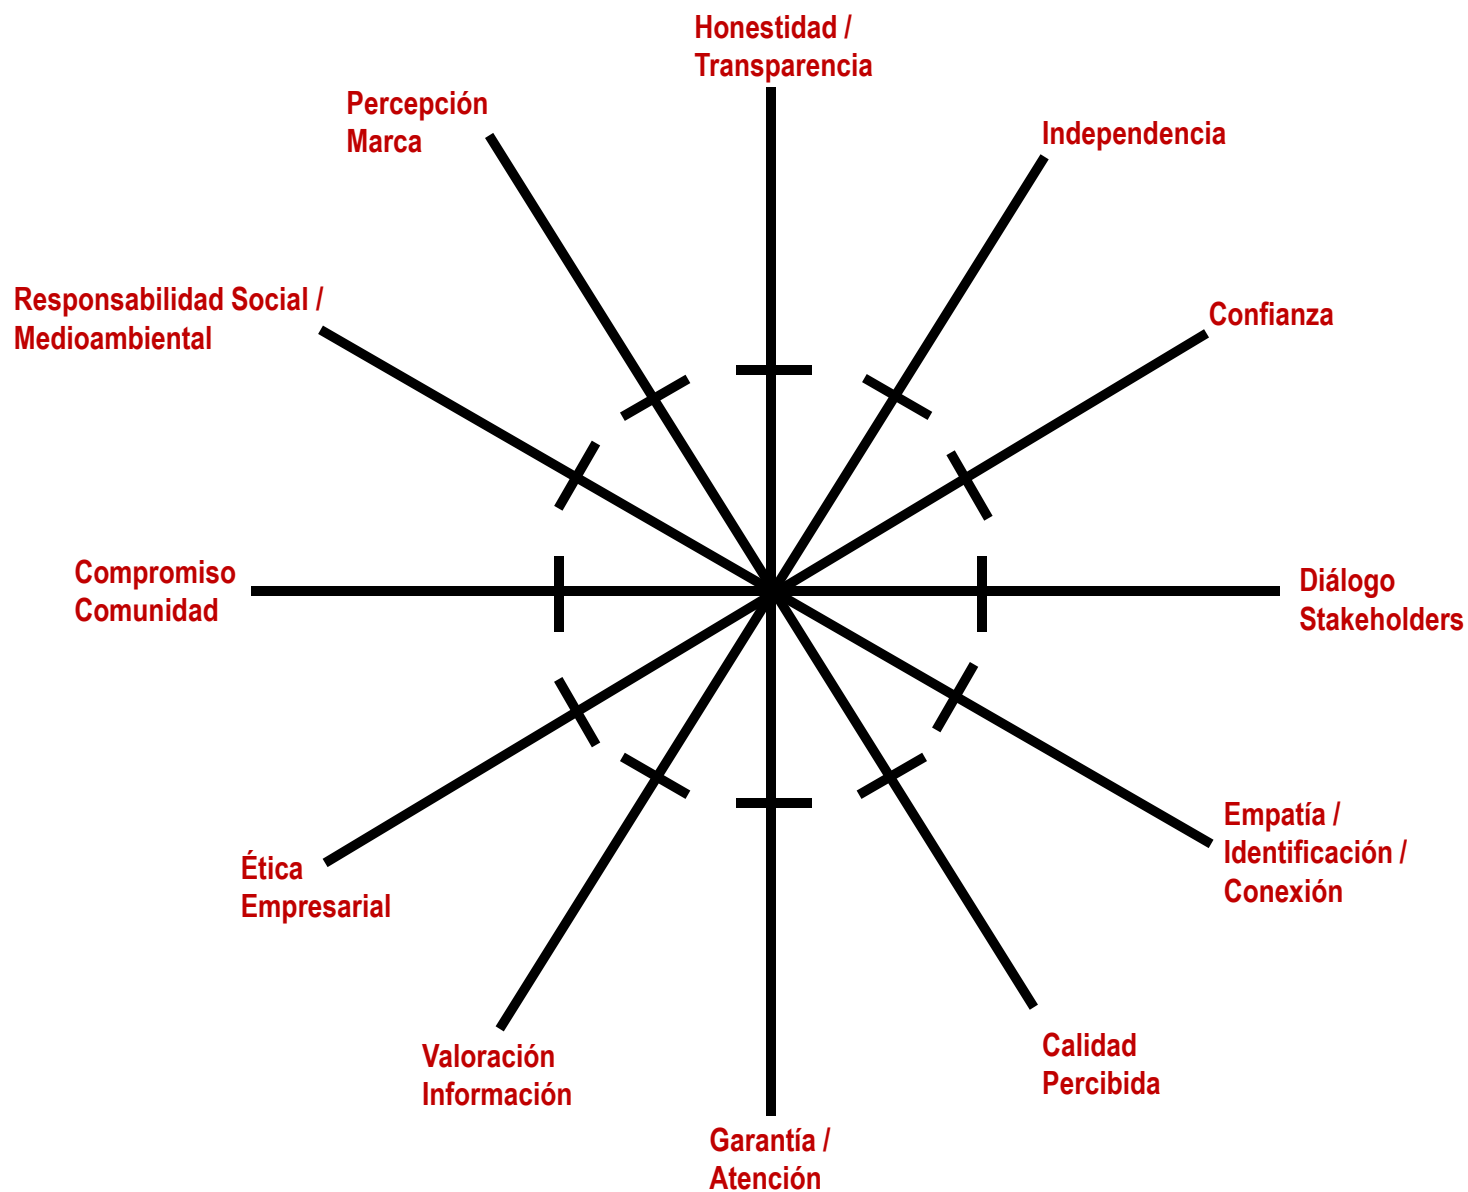 Honestidad /
Transparencia
Percepción
Marca
Independencia
Responsabilidad Social /
Medioambiental
Confianza
Compromiso
Comunidad
Diálogo
Stakeholders
Empatía /
Identificación /
Conexión
Ética
Empresarial
Calidad
Percibida
Valoración
Información
Garantía /
Atención